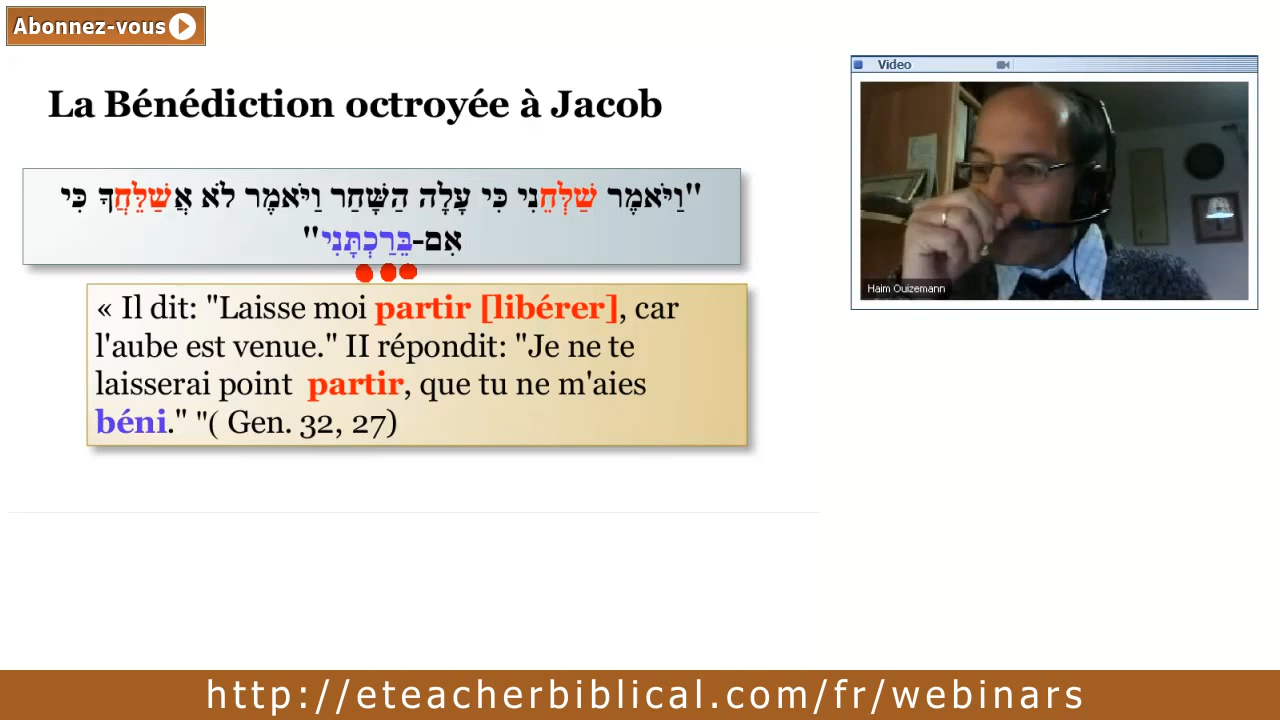 Abonnez-vous
La Bénédiction octroyée à Jacob
"וַיֹּאמֶר שַׁלְּחֵנִי כִּי עָלָה הַשָּׁחַר וַיֹּאמֶר לֹא אֲשַׁלֵּחֲךָ כִּי
אִם-בֵּרַכְתָּנִי"
« Il dit: "Laisse moi partir [libérer], car
l'aube est venue." II répondit: "Je ne te
laisserai point partir, que tu ne m'aies
béni." "( Gen. 32, 27)
Video
Haim Ouizemann
http://eteacherbiblical.com/fr/webinars